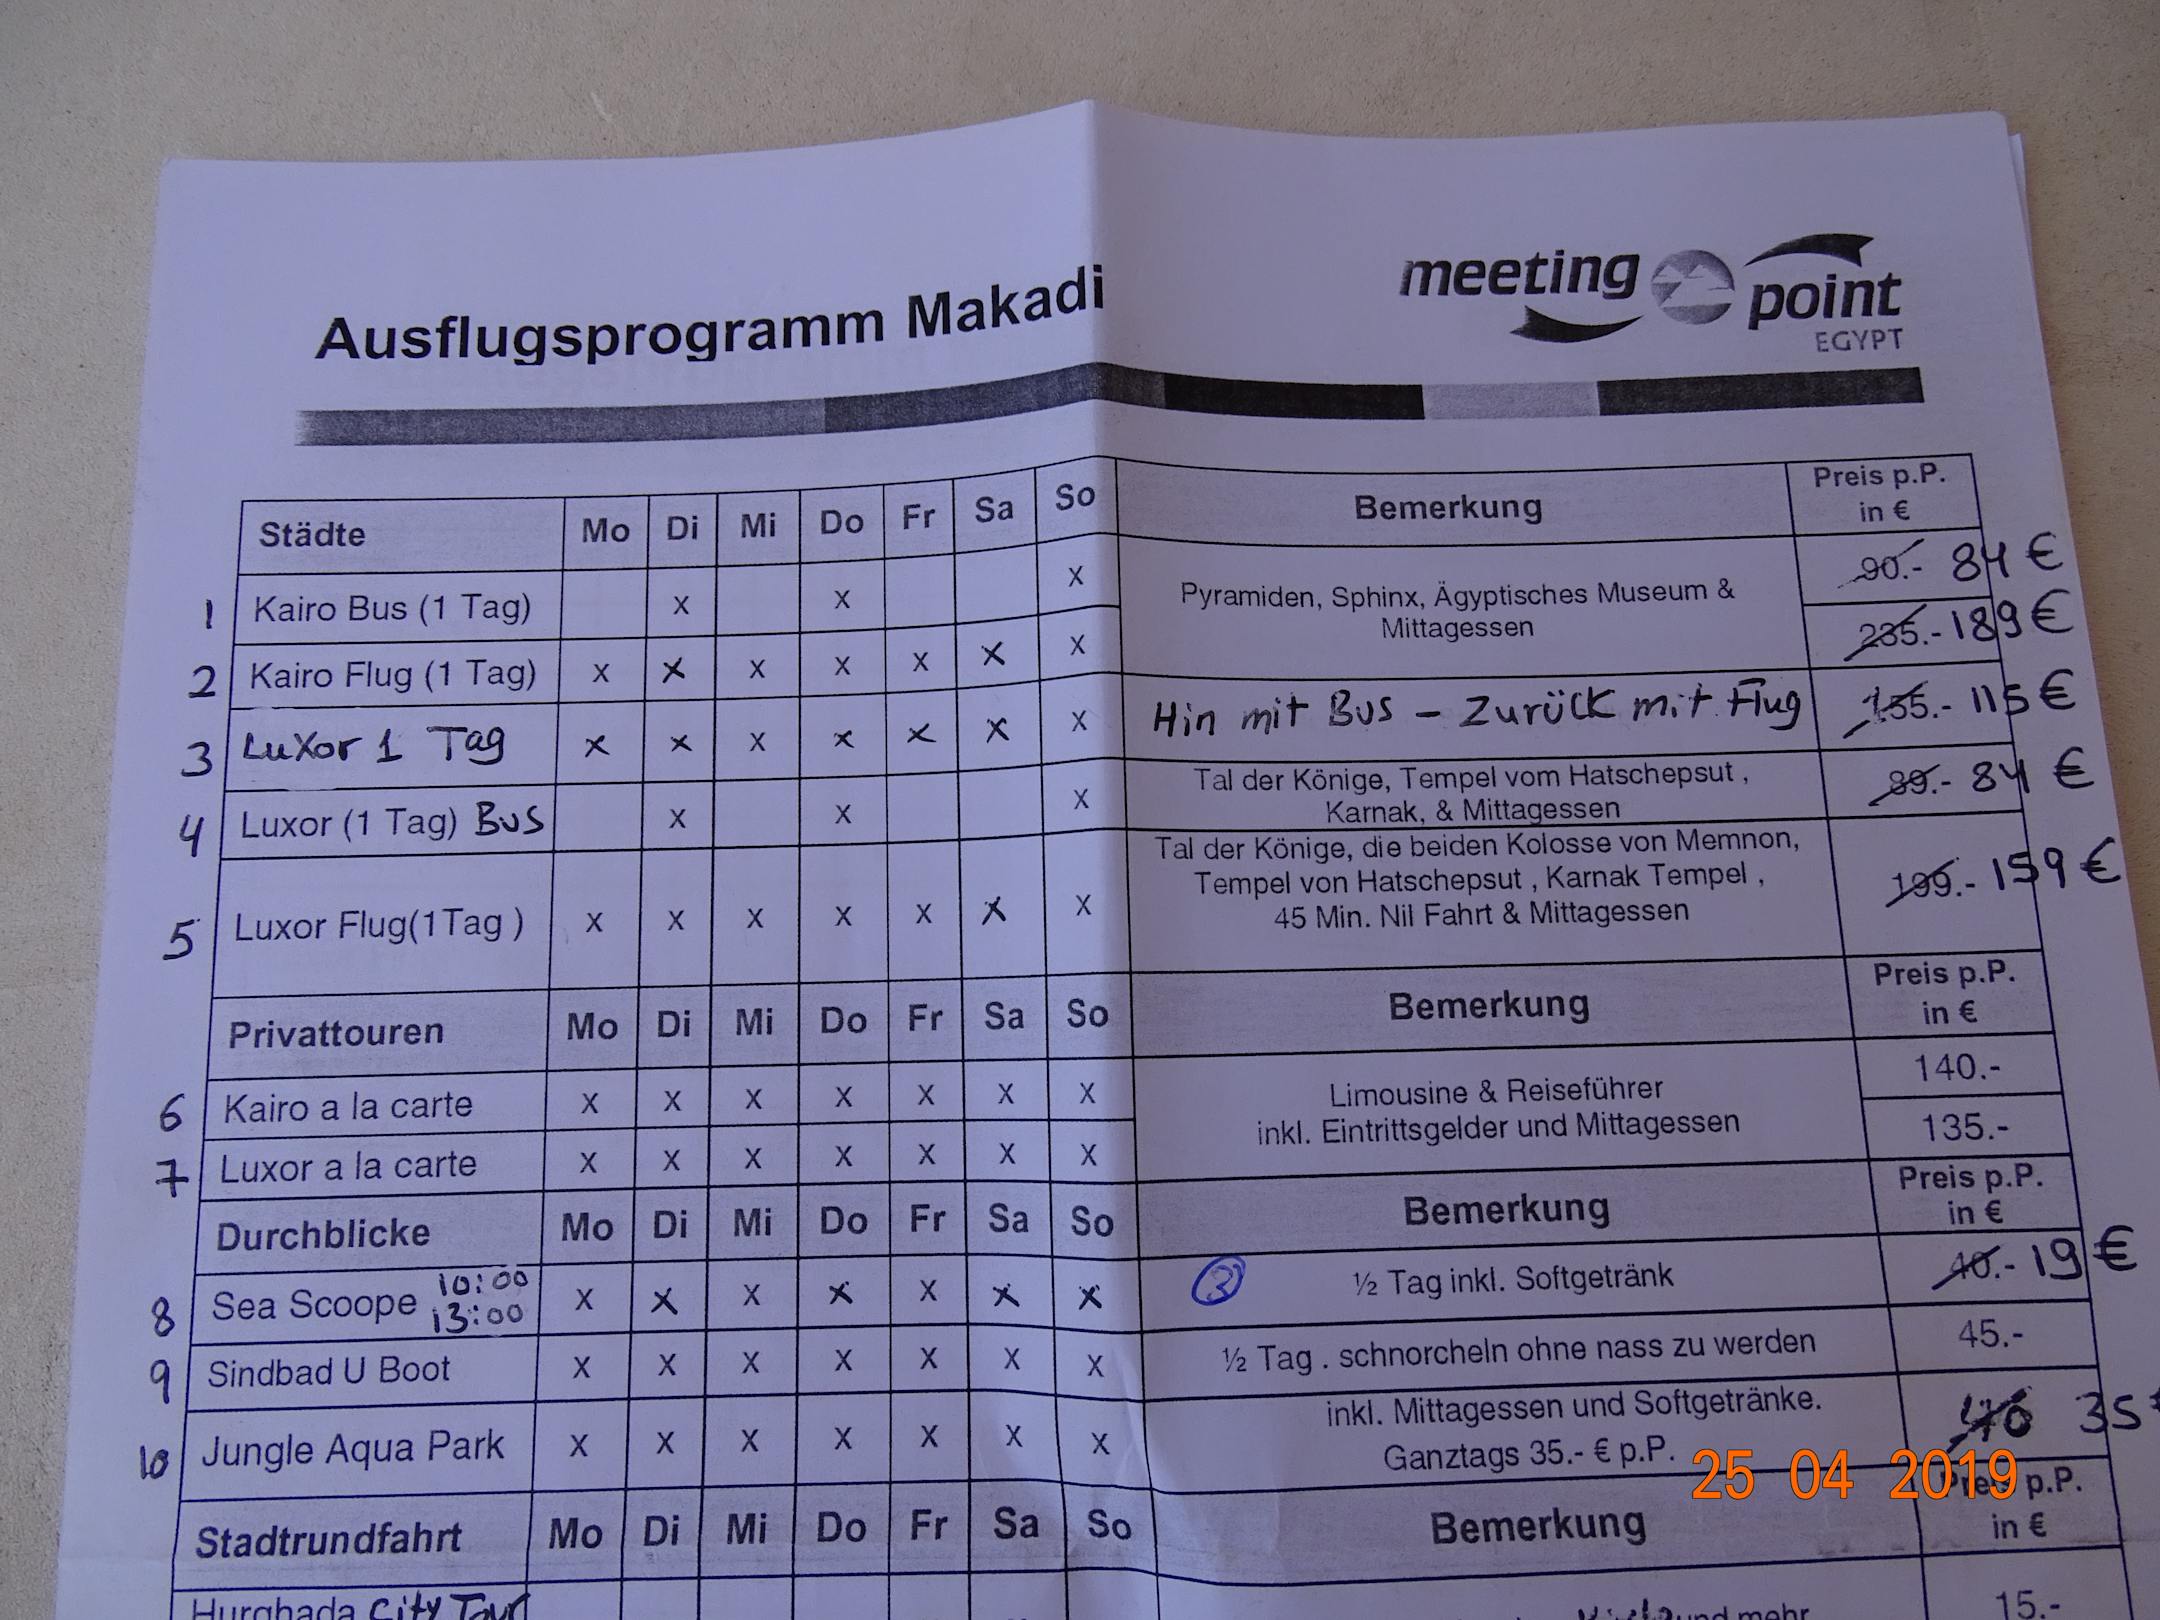 Ausflugsprogramm Makadi
meeting point
EGYPT
Städte Mo Di Mi Do Fr Sa So Bemerkung Preis p.P. in €
1 Kairo Bus (1 Tag) x x x Pyramiden, Sphinx, Ägyptisches Museum & 90.- 84 €
Mittagessen
2 Kairo Flug (1 Tag) x x x x x x x 235.- 189 €
3 Luxor 1 Tag x x x x x x x Hin mit Bus - Zurück mit Flug 155.- 115 €
4 Luxor (1 Tag) Bus x x x Tal der Könige, Tempel vom Hatschepsut , 89.- 84 €
Karnak, & Mittagessen
Tal der Könige, die beiden Kolosse von Memnon,
5 Luxor Flug(1Tag ) x x x x x x x Tempel von Hatschepsut , Karnak Tempel , 199.- 159 €
45 Min. Nil Fahrt & Mittagessen
Privattouren Mo Di Mi Do Fr Sa So Bemerkung Preis p.P. in €
6 Kairo a la carte x x x x x x x Limousine & Reiseführer 140.-
7 Luxor a la carte x x x x x x x inkl. Eintrittsgelder und Mittagessen 135.-
Durchblicke Mo Di Mi Do Fr Sa So Bemerkung Preis p.P. in €
8 Sea Scoope 10:00 13:00 x x x x x x x ½ Tag inkl. Softgetränk 40.- 19 €
9 Sindbad U Boot x x x x x x x ½ Tag . schnorcheln ohne nass zu werden 45.-
10 Jungle Aqua Park x x x x x x x inkl. Mittagessen und Softgetränke. 35
Ganztags 35.- € p.P.
25 04 2019
Stadtrundfahrt Mo Di Mi Do Fr Sa So Bemerkung Preis p.P. in €
Hurghada City Tour und mehr 15.-